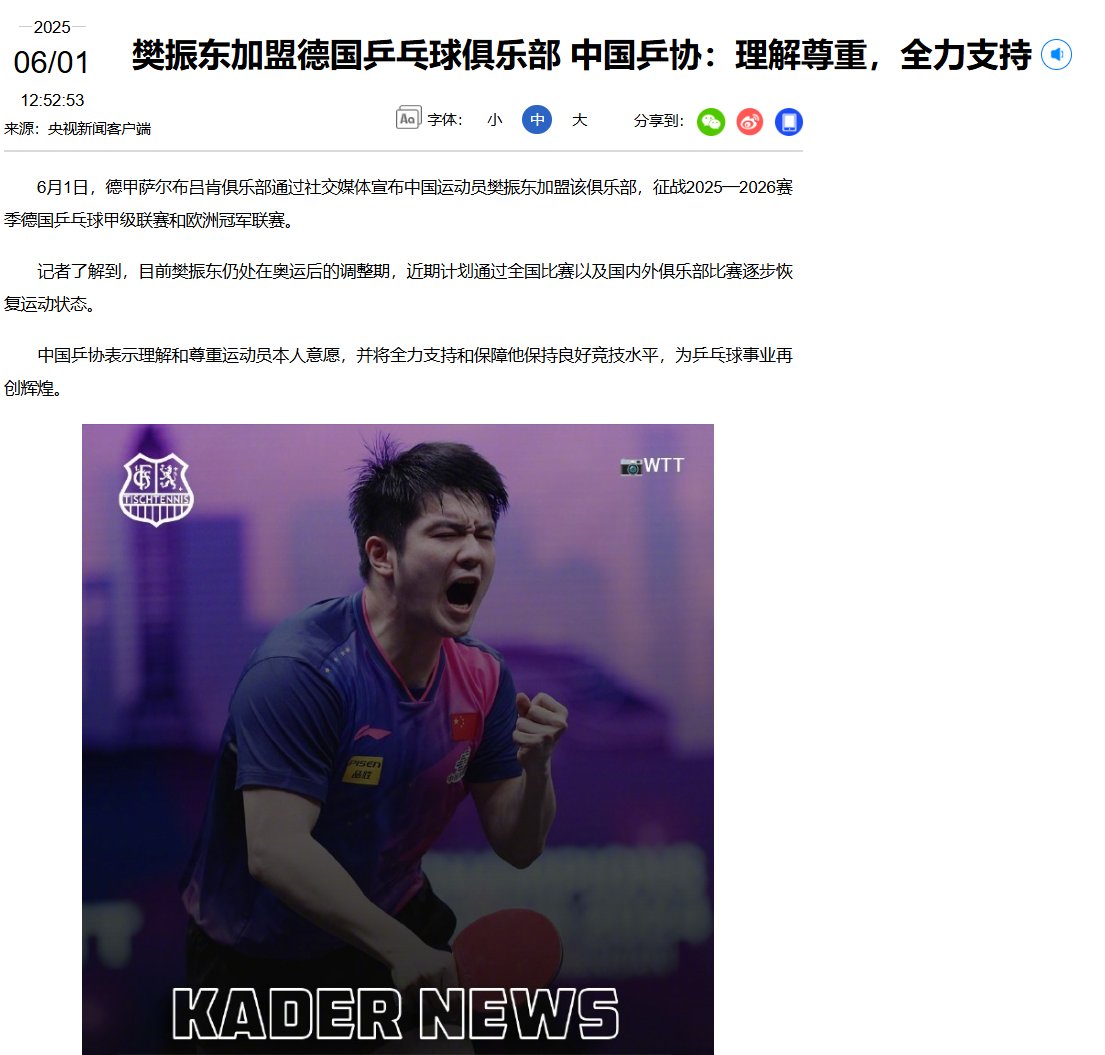 2025
06/01
12:52:53
樊振东加盟德国乒乓球俱乐部 中国乒协：理解尊重，全力支持
来源：央视新闻客户端
Aa 字体： 小 中 大 分享到：
6月1日，德甲萨尔布吕肯俱乐部通过社交媒体宣布中国运动员樊振东加盟该俱乐部，征战2025—2026赛
季德国乒乓球甲级联赛和欧洲冠军联赛。
记者了解到，目前樊振东仍处在奥运后的调整期，近期计划通过全国比赛以及国内外俱乐部比赛逐步恢
复运动状态。
中国乒协表示理解和尊重运动员本人意愿，并将全力支持和保障他保持良好竞技水平，为乒乓球事业再
创辉煌。
TISCHTENNIS
WTT
PISEN
品胜
KADER NEWS